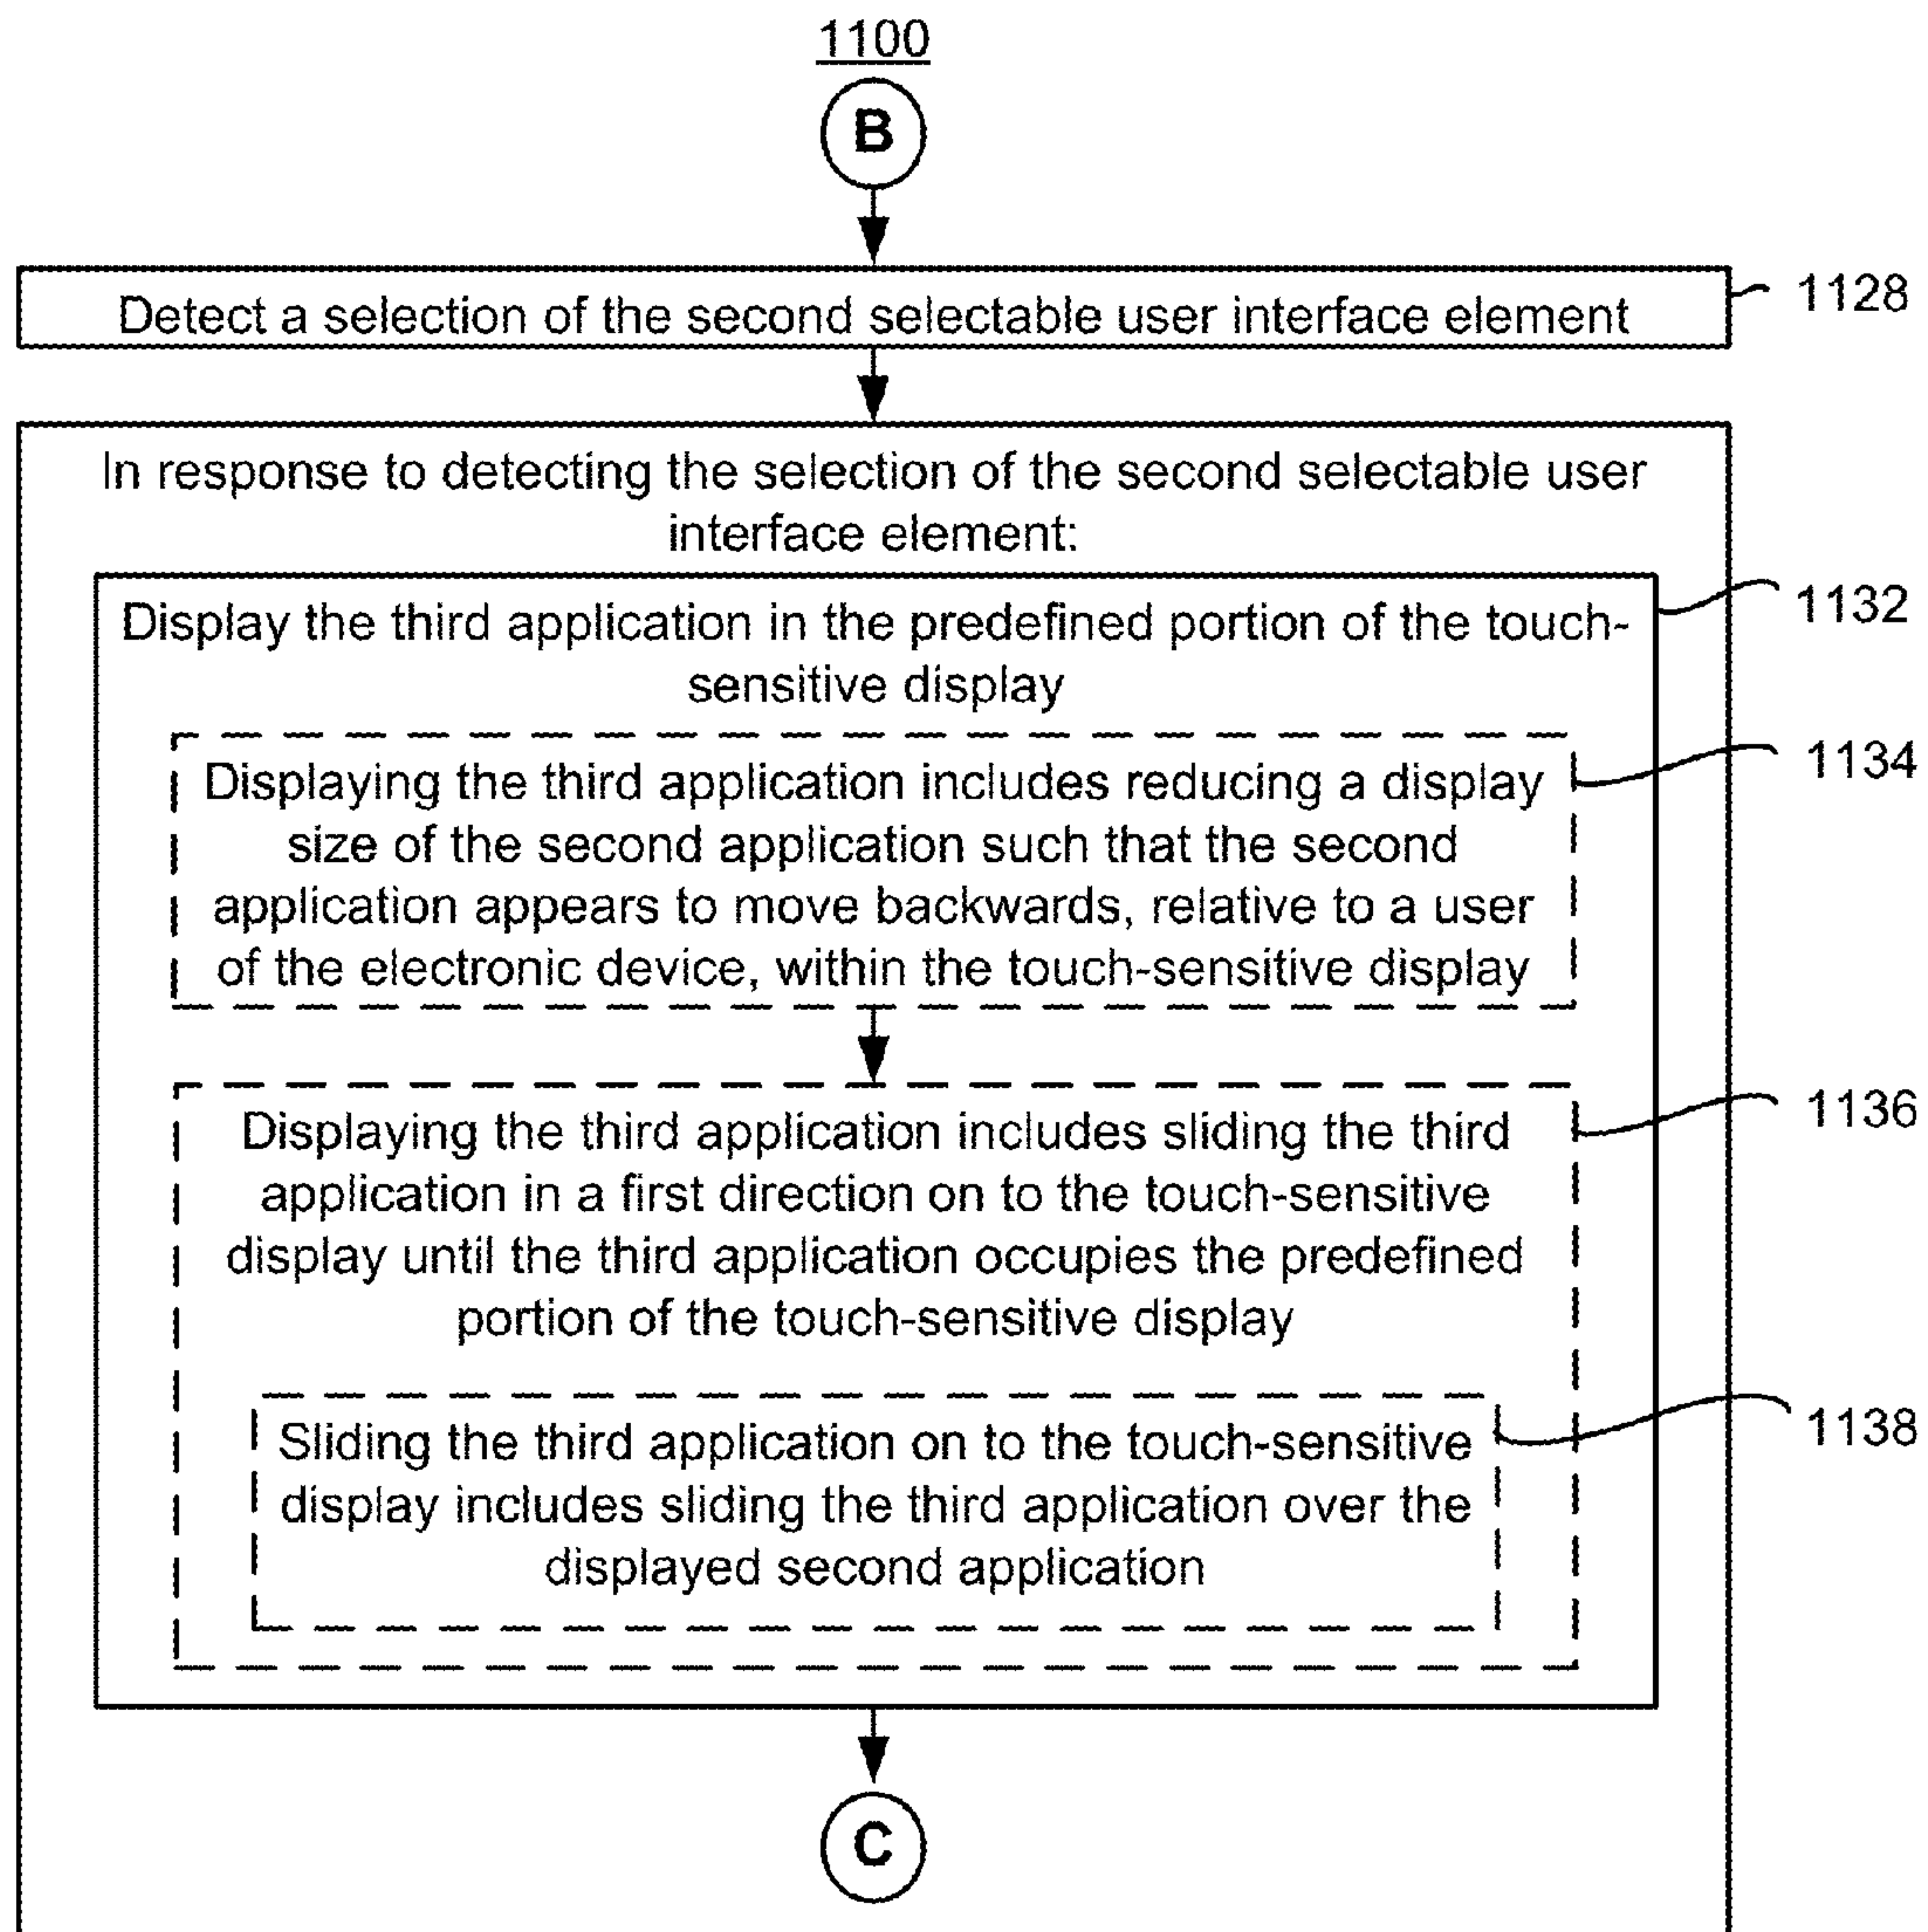 1100
B
Detect a selection of the second selectable user interface element
1128
In response to detecting the selection of the second selectable user
interface element:
Display the third application in the predefined portion of the touch-
sensitive display
1132
Displaying the third application includes reducing a display
size of the second application such that the second
application appears to move backwards, relative to a user
of the electronic device, within the touch-sensitive display
1134
Displaying the third application includes sliding the third
application in a first direction on to the touch-sensitive
display until the third application occupies the predefined
portion of the touch-sensitive display
1136
Sliding the third application on to the touch-sensitive
display includes sliding the third application over the
displayed second application
1138
C